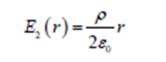 E₂(r) = ρ/2ε₀ r